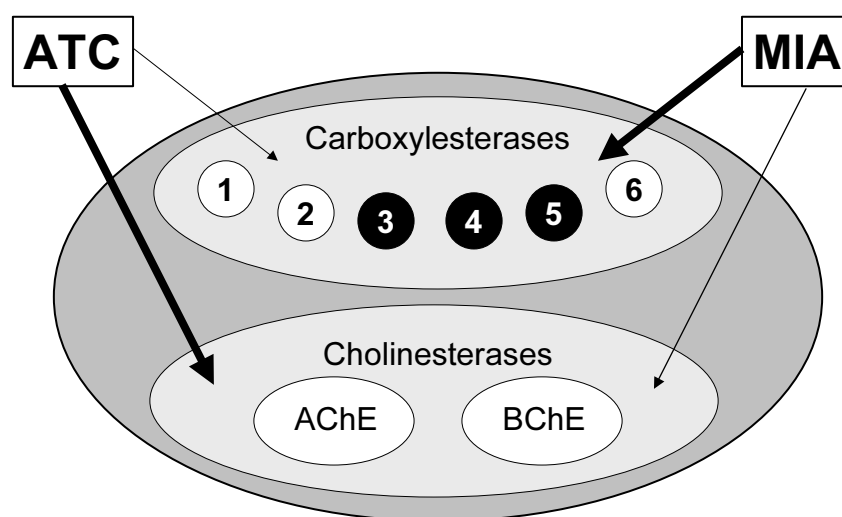 ATC
MIA
Carboxylesterases
1 2 3 4 5 6
Cholinesterases
AChE BChE